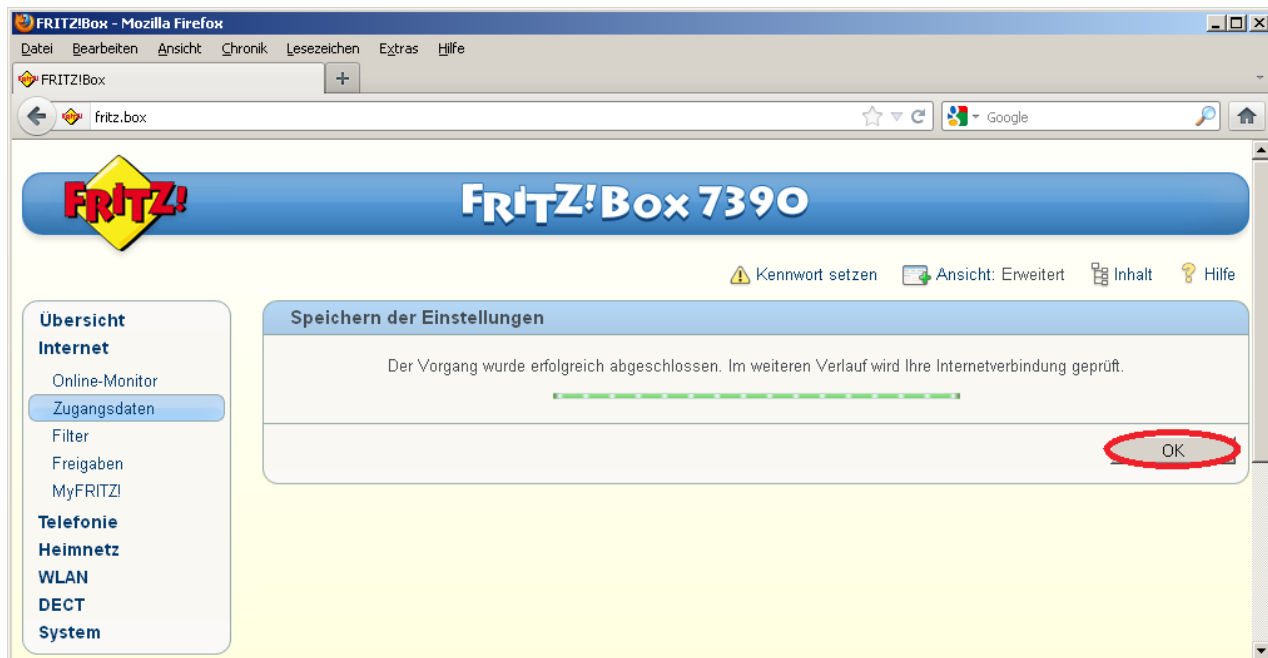 FRITZ!Box - Mozilla Firefox
Datei Bearbeiten Ansicht Chronik Lesezeichen Extras Hilfe
FRITZ!Box
fritz.box
Google
FRITZ!
FRITZ!Box 7390
Kennwort setzen Ansicht: Erweitert Inhalt Hilfe
Übersicht
Internet
Online-Monitor
Zugangsdaten
Filter
Freigaben
MyFRITZ!
Telefonie
Heimnetz
WLAN
DECT
System
Speichern der Einstellungen
Der Vorgang wurde erfolgreich abgeschlossen. Im weiteren Verlauf wird Ihre Internetverbindung geprüft.
OK